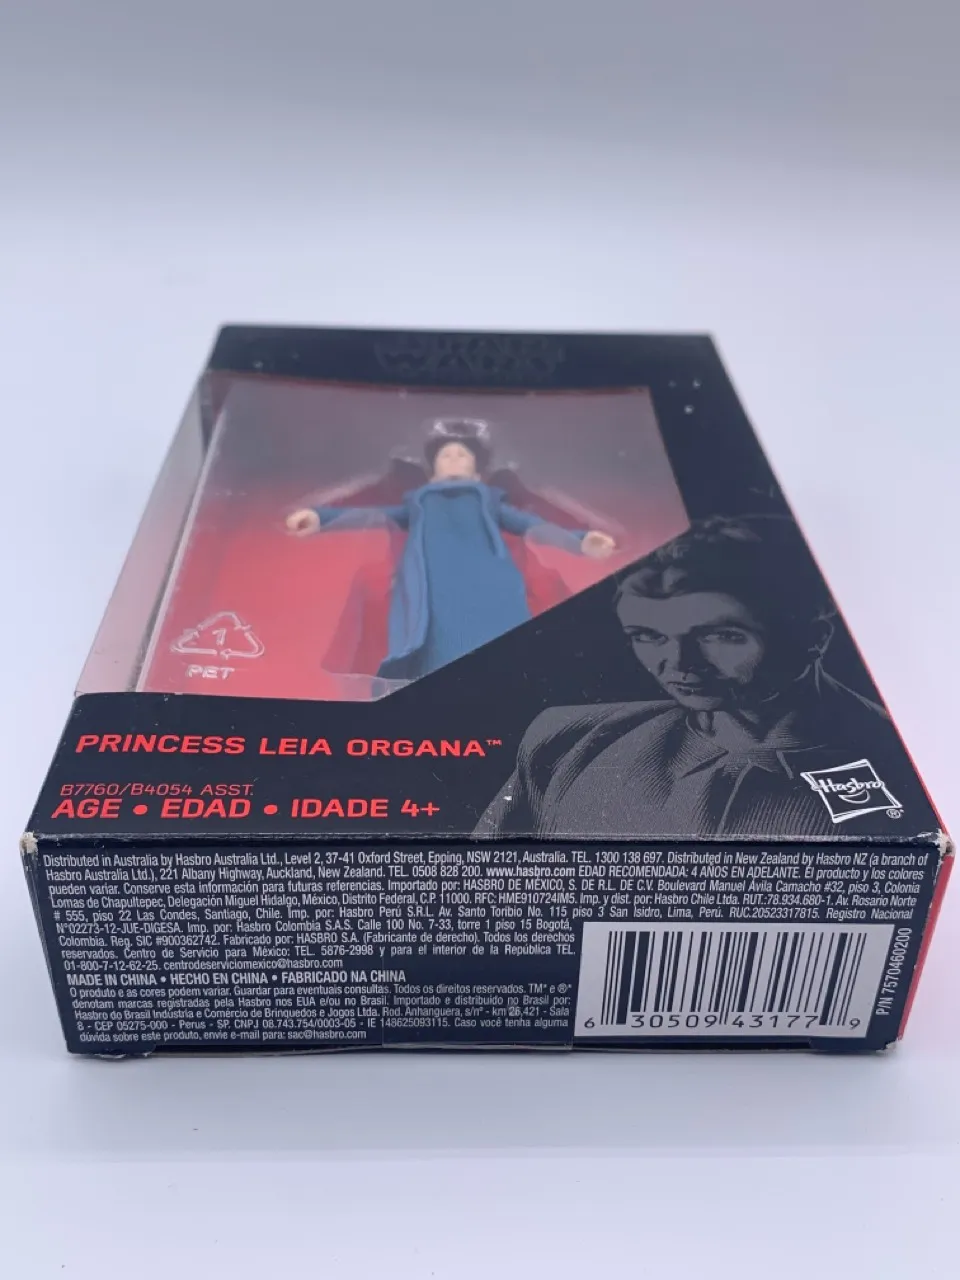 STAR WARS
1
PET
PRINCESS LEIA ORGANA™
B7760/B4054 ASST.
AGE • EDAD • IDADE 4+
Hasbro
®
Distributed in Australia by Hasbro Australia Ltd., Level 2, 37-41 Oxford Street, Epping, NSW 2121, Australia. TEL. 1300 138 697. Distributed in New Zealand by Hasbro NZ (a branch of
Hasbro Australia Ltd.), 221 Albany Highway, Auckland, New Zealand. TEL. 0508 828 200. www.hasbro.com EDAD RECOMENDADA: 4 AÑOS EN ADELANTE. El producto y los colores
pueden variar. Conserve esta información para futuras referencias. Importado por: HASBRO DE MÉXICO, S. DE R.L. DE C.V. Boulevard Manuel Ávila Camacho #32, piso 3, Colonia
Lomas de Chapultepec, Delegación Miguel Hidalgo, México, Distrito Federal, C.P. 11000. RFC: HME910724IM5. Imp. y dist. por: Hasbro Chile Ltda. RUT.:78.934.680-1. Av. Rosario Norte
# 555, piso 22 Las Condes, Santiago, Chile. Imp. por: Hasbro Perú S.R.L. Av. Santo Toribio No. 115 piso 3 San Isidro, Lima, Perú. RUC.20523317815. Registro Nacional
N°02273-12-JUE-DIGESA. Imp. por: Hasbro Colombia S.A.S. Calle 100 No. 7-33, torre 1 piso 15 Bogotá,
Colombia. Reg. SIC #900362742. Fabricado por: HASBRO S.A. (Fabricante de derecho). Todos los derechos
reservados. Centro de Servicio para México: TEL. 5876-2998 y para el interior de la República TEL.
01-800-7-12-62-25. centrodeserviciomexico@hasbro.com
MADE IN CHINA • HECHO EN CHINA • FABRICADO NA CHINA
O produto e as cores podem variar. Guardar para eventuais consultas. Todos os direitos reservados. TM* e ®*
denotam marcas registradas pela Hasbro nos EUA e/ou no Brasil. Importado e distribuído no Brasil por:
Hasbro do Brasil Indústria e Comércio de Brinquedos e Jogos Ltda. Rod. Anhanguera, s/nº - km 26,421 - Sala
8 - CEP 05275-000 - Perus - SP. CNPJ 08.743.754/0003-05 - IE 148625093115. Caso você tenha alguma
dúvida sobre este produto, envie e-mail para: sac@hasbro.com
6 30509 43177 9
P/N 7570460200